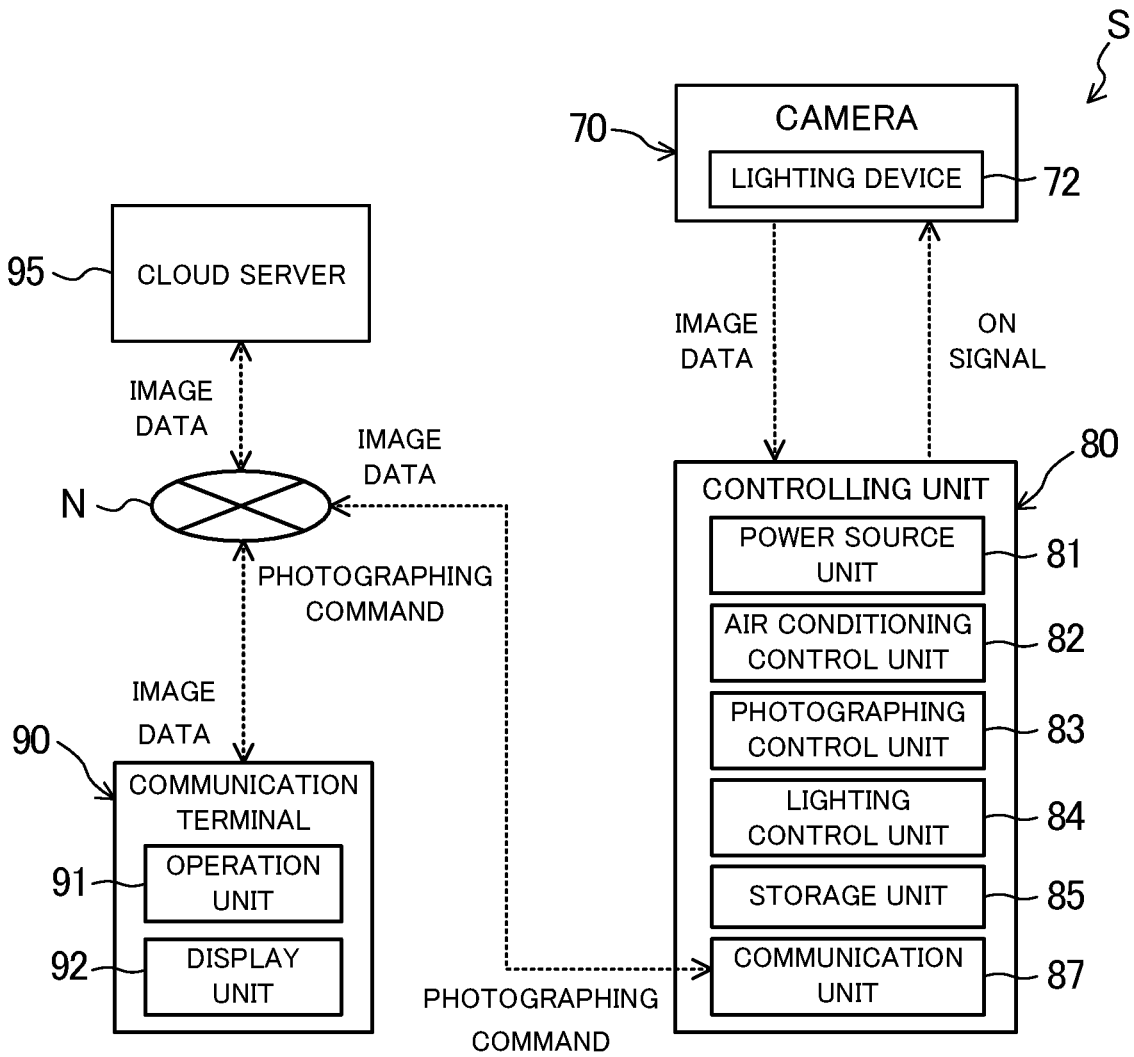 S
CAMERA
70
LIGHTING DEVICE
72
95
CLOUD SERVER
IMAGE
DATA
ON
SIGNAL
IMAGE
DATA
IMAGE
DATA
N
80
CONTROLLING UNIT
POWER SOURCE
UNIT
81
PHOTOGRAPHING
COMMAND
AIR CONDITIONING
CONTROL UNIT
82
IMAGE
DATA
PHOTOGRAPHING
CONTROL UNIT
83
90
COMMUNICATION
TERMINAL
LIGHTING
CONTROL UNIT
84
91
OPERATION
UNIT
STORAGE UNIT
85
92
DISPLAY
UNIT
COMMUNICATION
UNIT
87
PHOTOGRAPHING
COMMAND